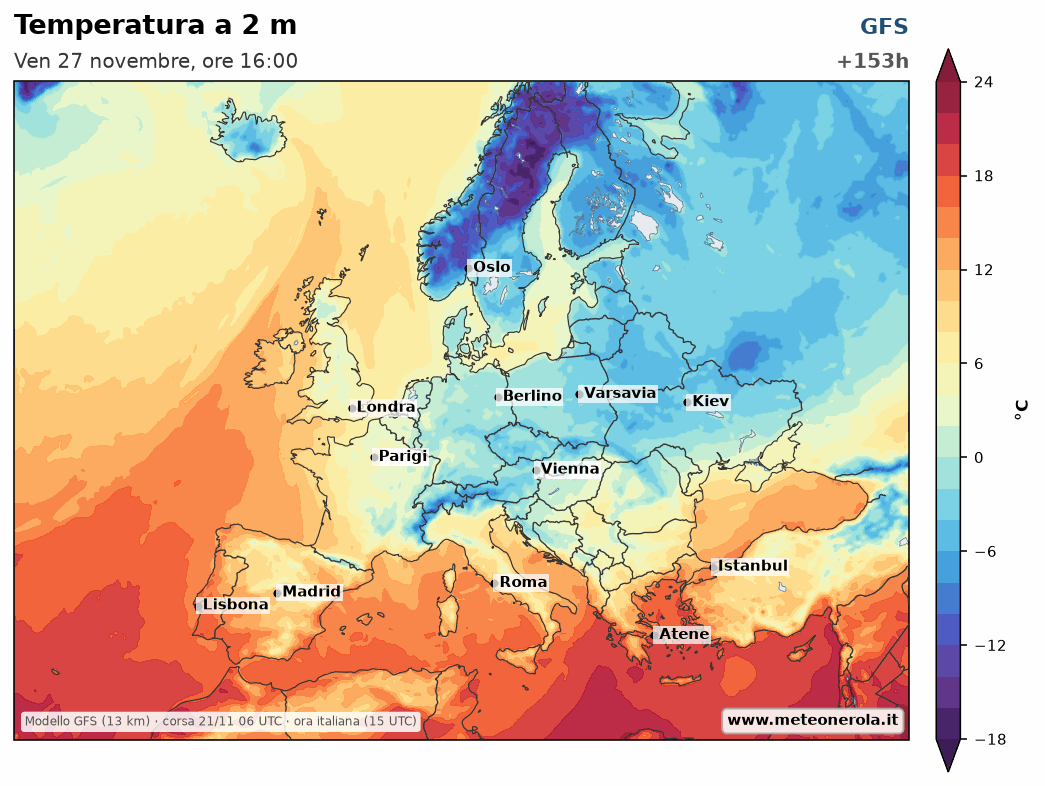 Temperatura a 2 m
GFS
Ven 27 novembre, ore 16:00
+153h
24
18
12
6
0
−6
−12
−18
°C
Oslo
Berlino
Varsavia
Kiev
Londra
Parigi
Vienna
Istanbul
Roma
Madrid
Lisbona
Atene
Modello GFS (13 km) · corsa 21/11 06 UTC · ora italiana (15 UTC)
www.meteonerola.it